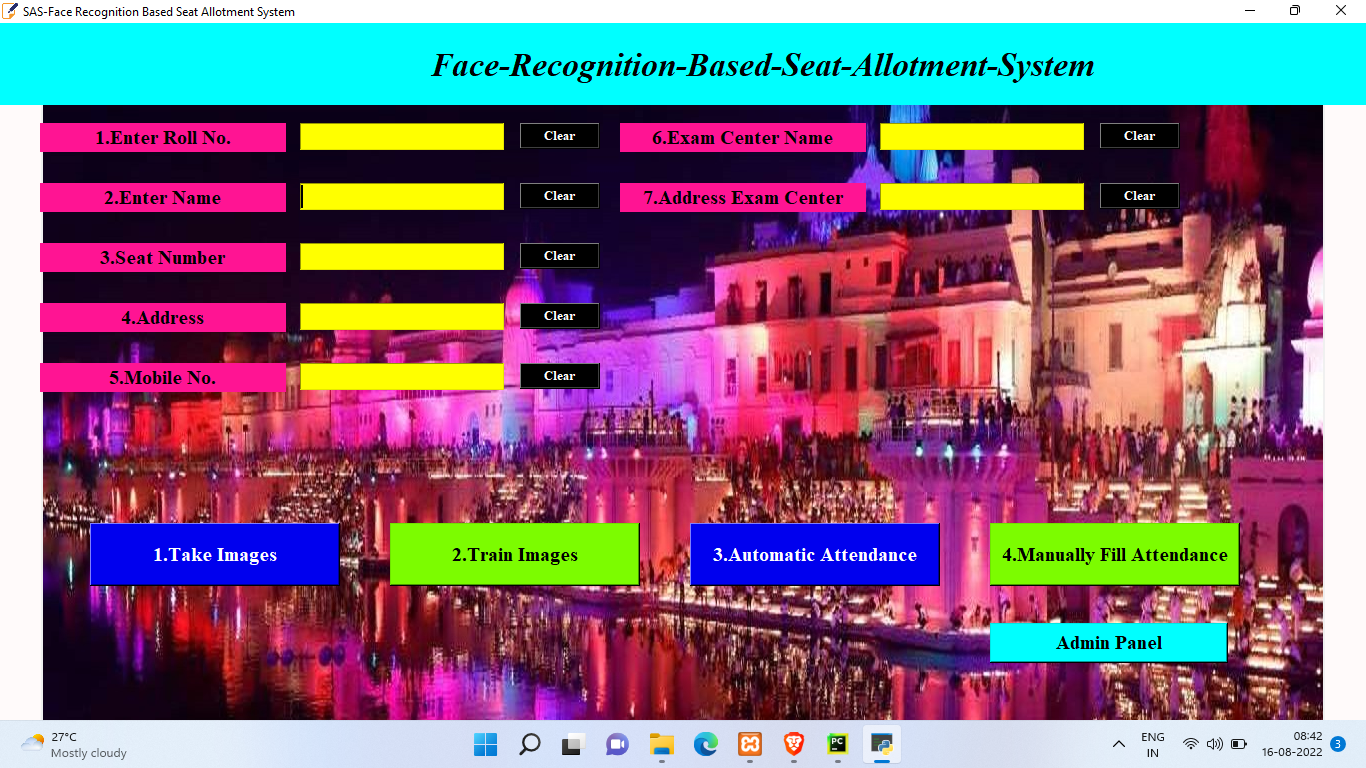 SAS-Face Recognition Based Seat Allotment System
Face-Recognition-Based-Seat-Allotment-System
1.Enter Roll No.
Clear
6.Exam Center Name
Clear
2.Enter Name
Clear
7.Address Exam Center
Clear
3.Seat Number
Clear
4.Address
Clear
5.Mobile No.
Clear
1.Take Images
2.Train Images
3.Automatic Attendance
4.Manually Fill Attendance
Admin Panel
27°C
Mostly cloudy
PC
ENG
IN
08:42
16-08-2022
3